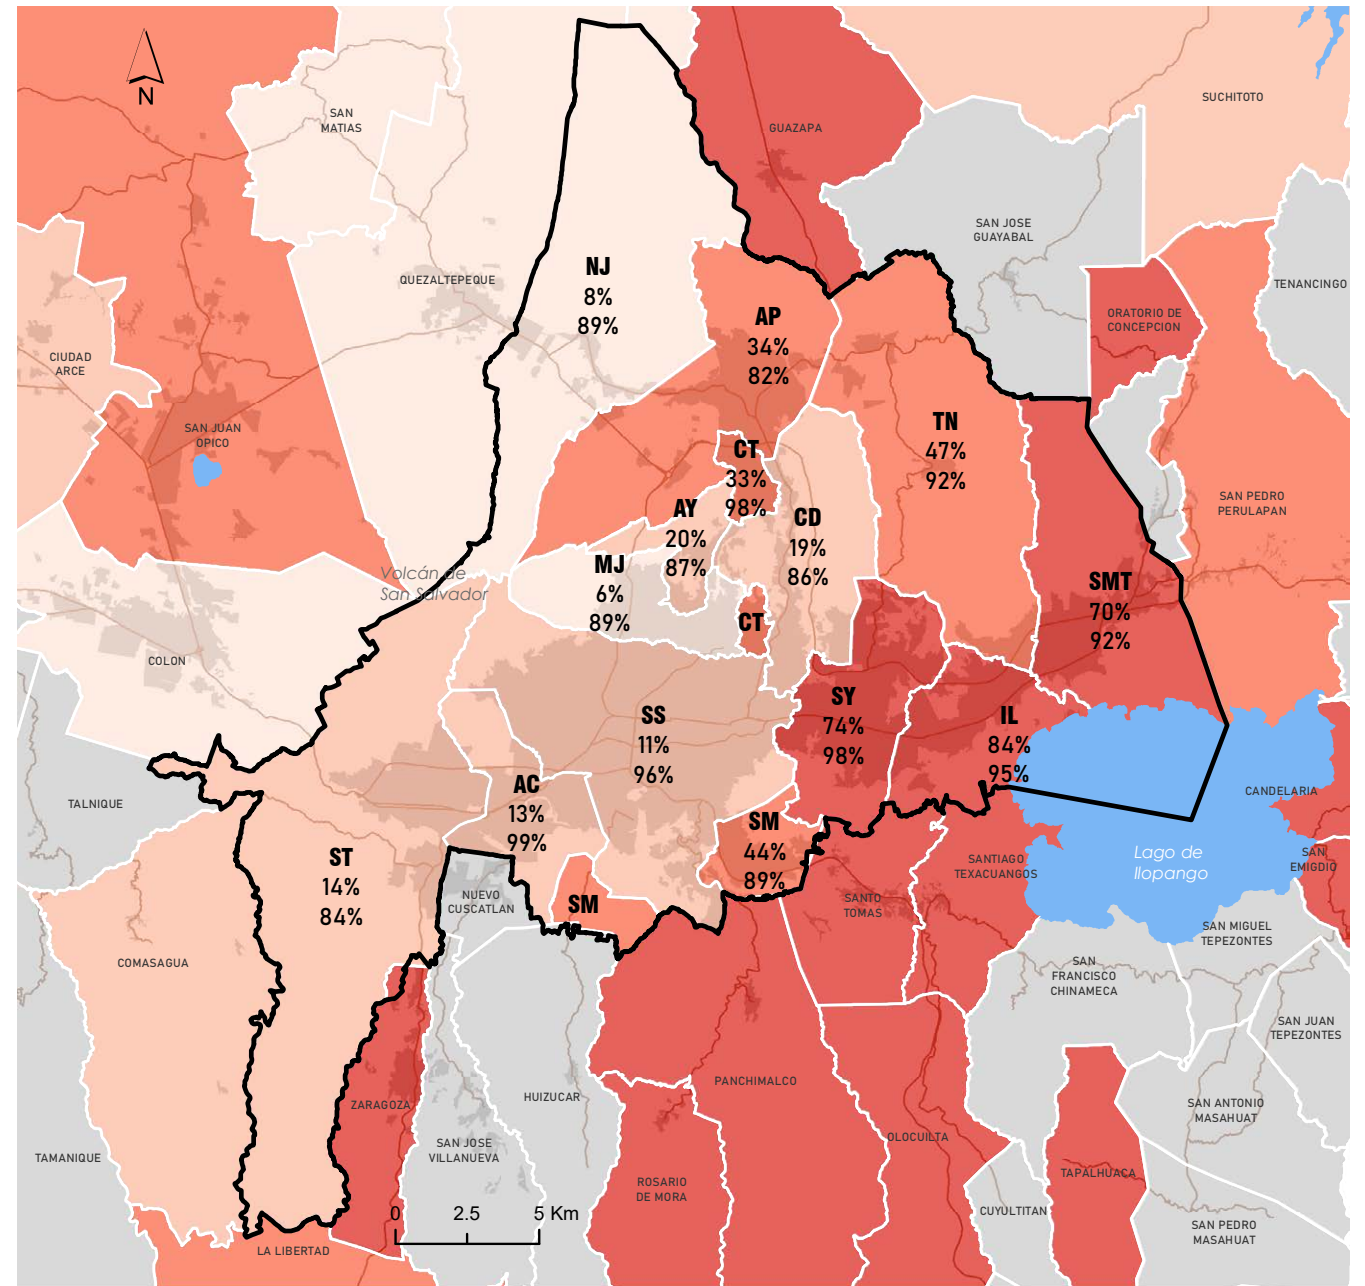 SUCHITOTO
N
SAN
MATIAS
GUAZAPA
SAN JOSE
GUAYABAL
NJ
8%
89%
QUEZALTEPEQUE
TENANCINGO
AP
34%
82%
ORATORIO DE
CONCEPCION
CIUDAD
ARCE
SAN JUAN
OPICO
TN
47%
92%
CT
33%
98%
SAN PEDRO
PERULAPAN
AY
20%
87%
CD
19%
86%
MJ
6%
89%
Volcán de
San Salvador
SMT
70%
92%
CT
COLON
SS
11%
96%
SY
74%
98%
IL
84%
95%
AC
13%
99%
TALNIQUE
CANDELARIA
SM
44%
89%
ST
14%
84%
Lago de
Ilopango
SANTIAGO
TEXACUANGOS
SAN
EMIGDIO
NUEVO
CUSCATLAN
SM
SANTO
TOMAS
SAN MIGUEL
TEPEZONTES
COMASAGUA
SAN
FRANCISCO
CHINAMECA
SAN JUAN
TEPEZONTES
PANCHIMALCO
HUIZUCAR
ZARAGOZA
SAN ANTONIO
MASAHUAT
OLOCUILTA
SAN JOSE
VILLANUEVA
TAMANIQUE
TAPALHUACA
ROSARIO
DE MORA
CUYULTITAN
0 2.5 5 Km
SAN PEDRO
MASAHUAT
LA LIBERTAD